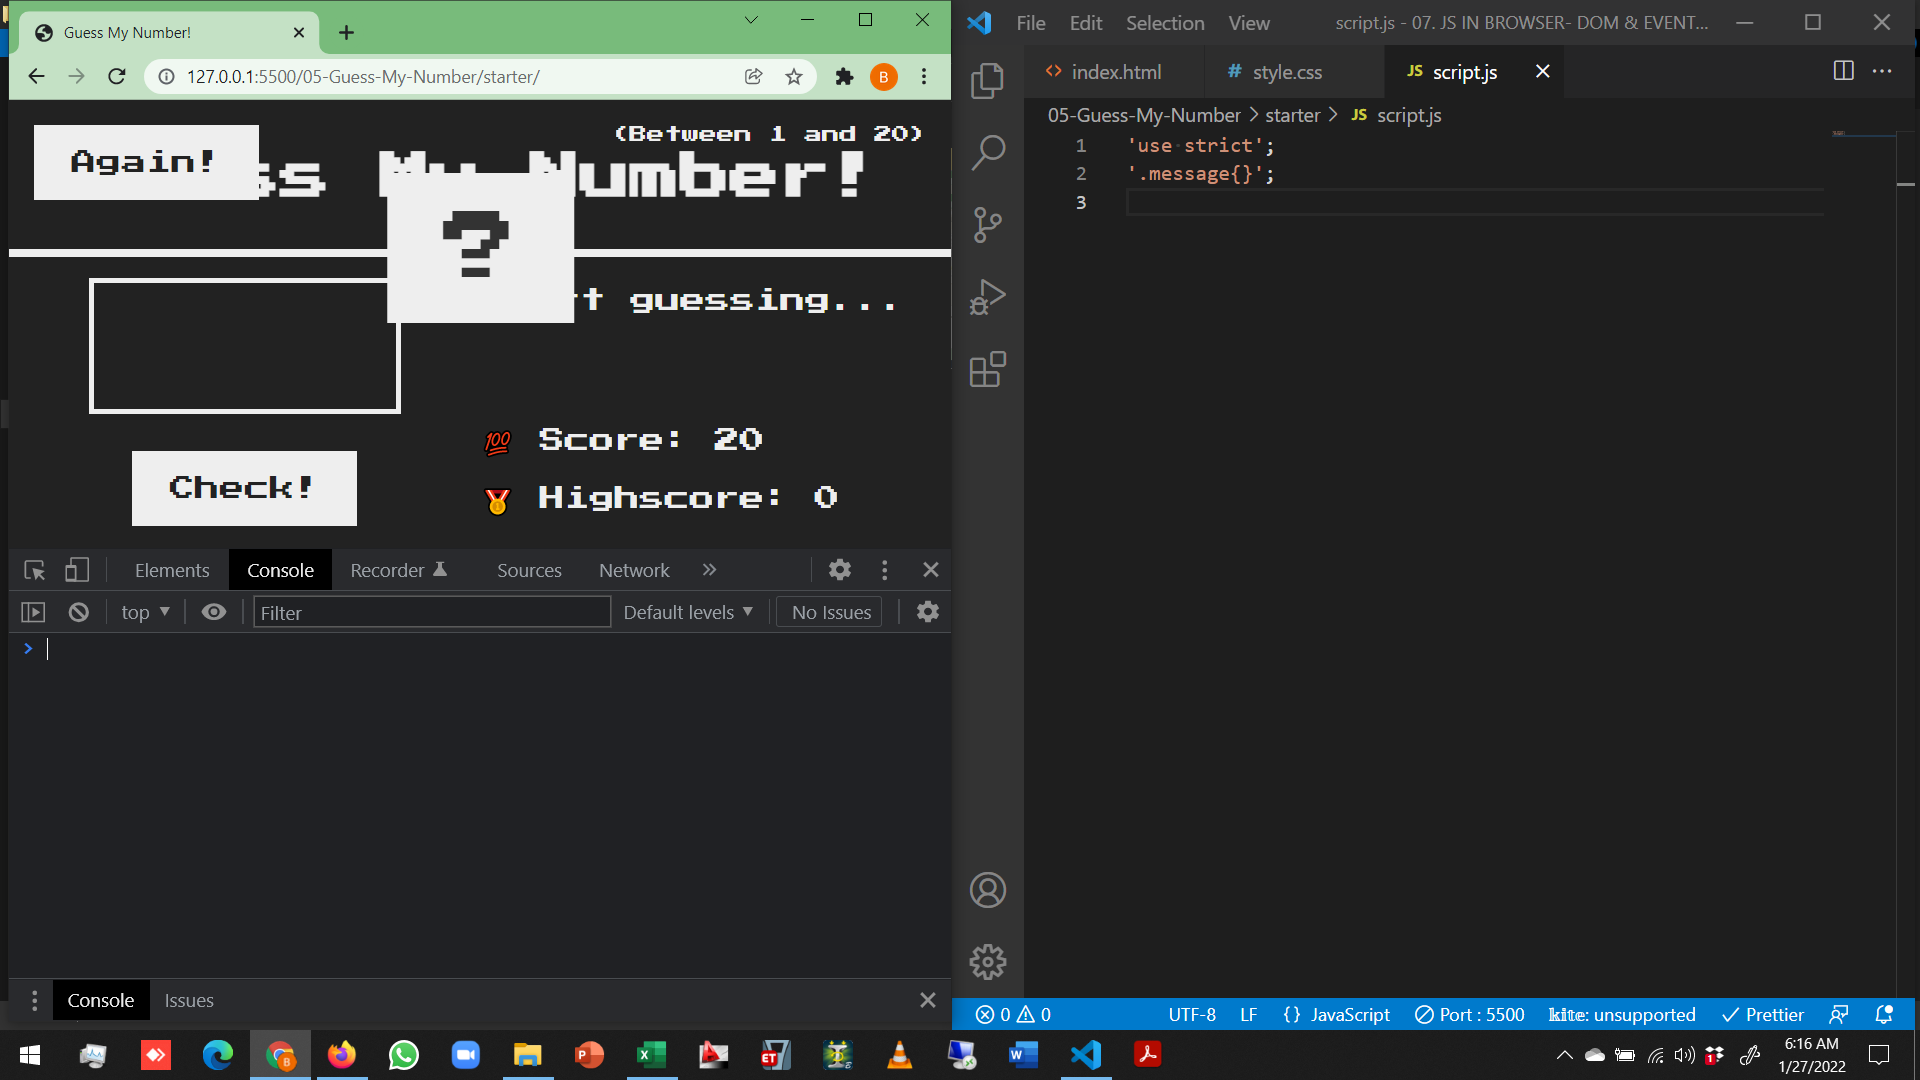 Guess My Number!
127.0.0.1:5500/05-Guess-My-Number/starter/
B
(Between 1 and 20)
Again!
ss My Number!
?
t guessing...
💯 Score: 20
Check!
🥇 Highscore: 0
Elements
Console
Recorder
Sources
Network
top
Filter
Default levels
No Issues
Console
Issues
File
Edit
Selection
View
script.js - 07. JS IN BROWSER- DOM & EVENT...
index.html
# style.css
JS script.js
05-Guess-My-Number > starter > JS script.js
1 'use strict';
2 '.message{}';
3
0 0
UTF-8
LF
{} JavaScript
Port : 5500
kite: unsupported
Prettier
6:16 AM
1/27/2022